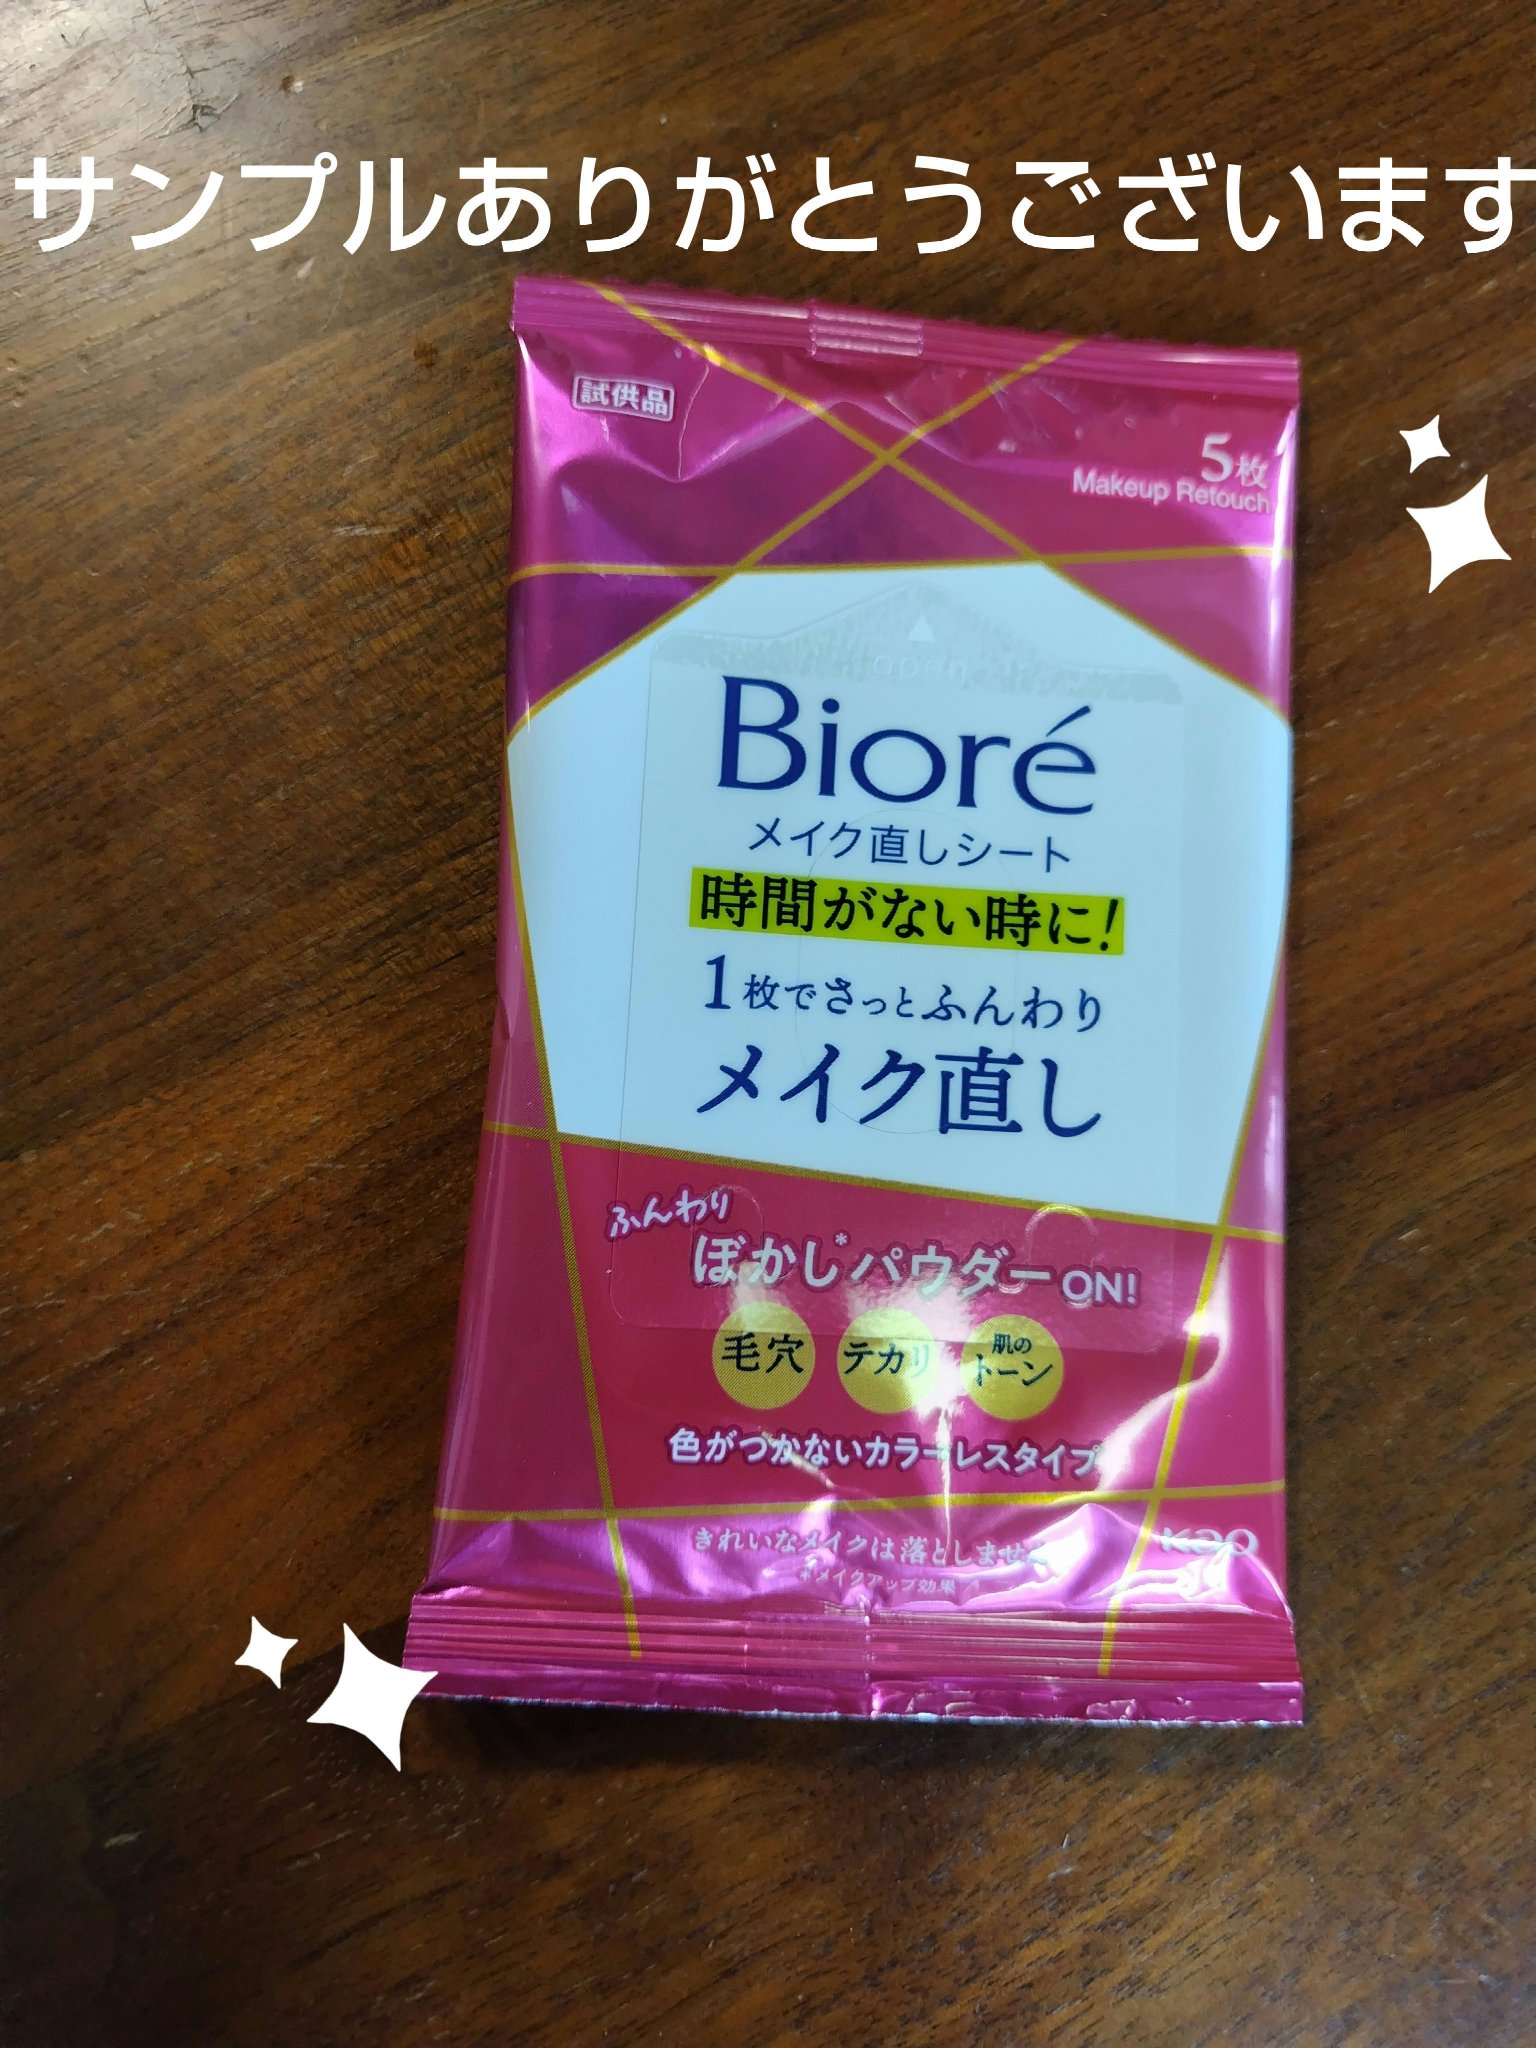 サンプルありがとうございます
試供品
5枚
Makeup Retouch
open
Bioré
メイク直しシート
時間がない時に!
1枚でさっとふんわり
メイク直し
ふんわり
ぼかし*パウダーON!
毛穴
テカリ
肌の
トーン
色がつかないカラーレスタイプ
きれいなメイクは落としません
*メイクアップ効果
Kao